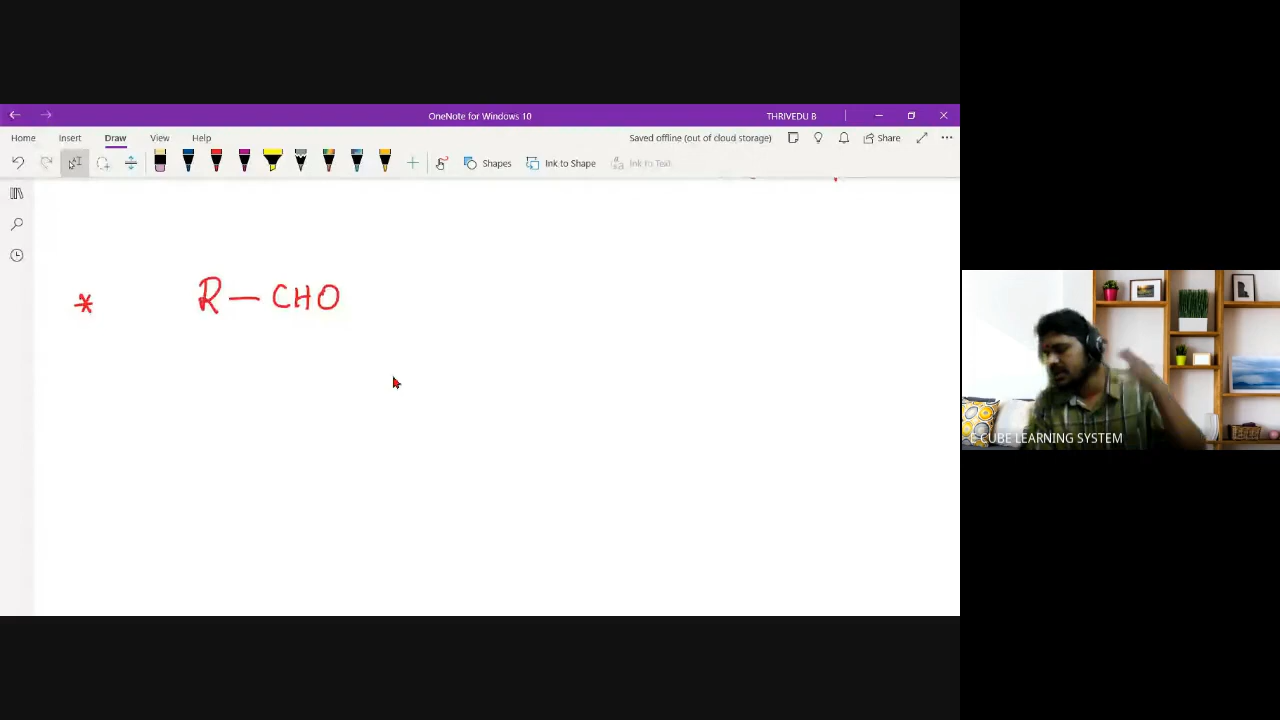 OneNote for Windows 10
THRIVEDU B
Home Insert Draw View Help
Saved offline (out of cloud storage)
Share
Shapes
Ink to Shape
Ink to Text
* R — CHO
CUBE LEARNING SYSTEM